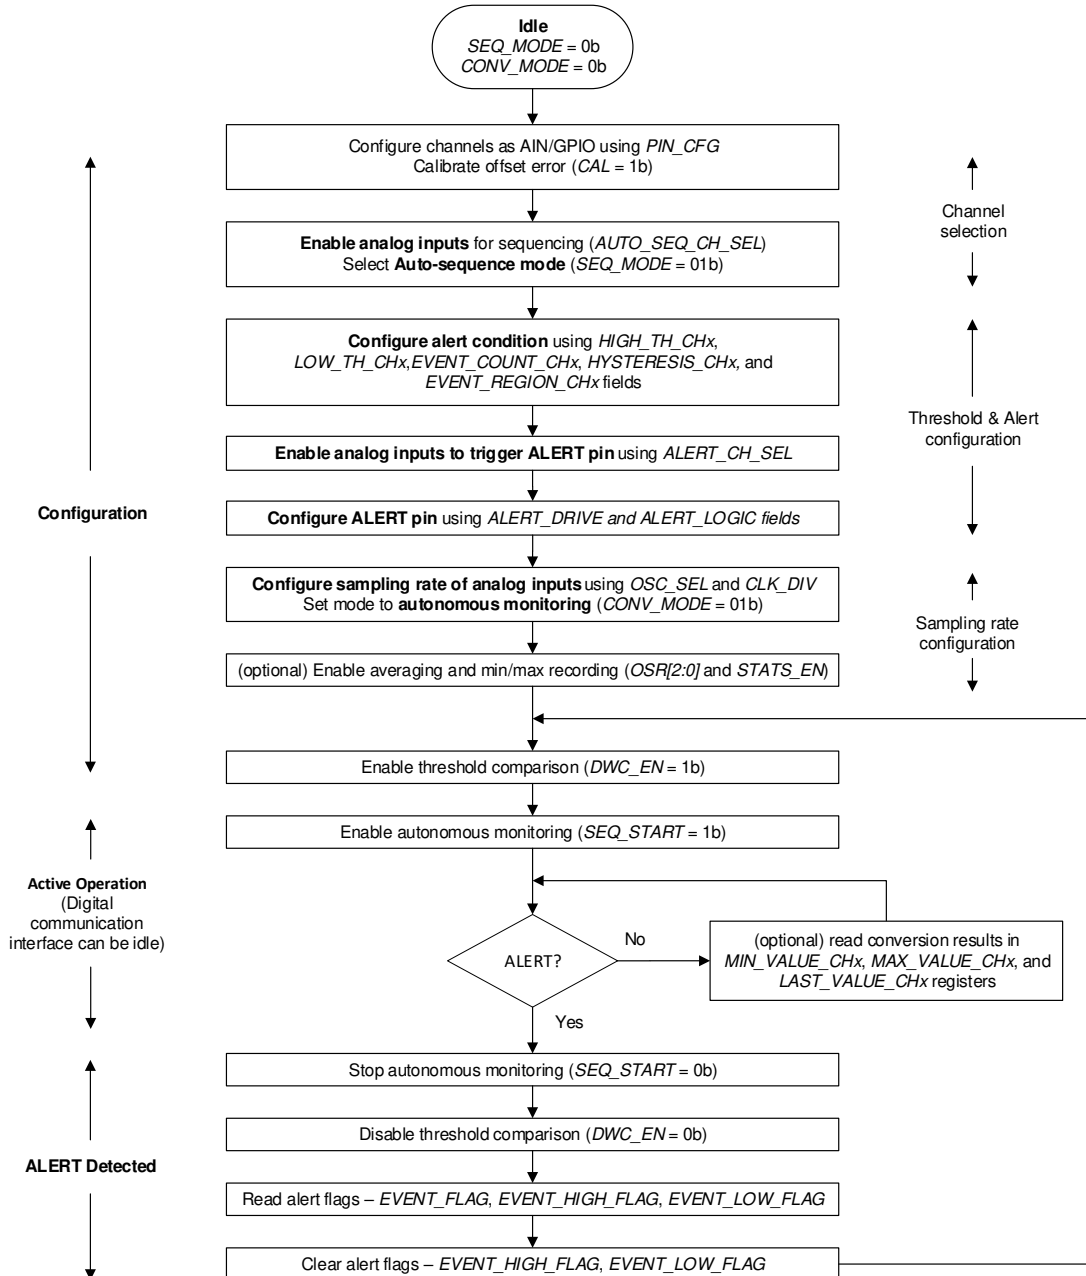 Idle
SEQ_MODE = 0b
CONV_MODE = 0b
Configure channels as AIN/GPIO using PIN_CFG
Calibrate offset error (CAL = 1b)
Channel
selection
Enable analog inputs for sequencing (AUTO_SEQ_CH_SEL)
Select Auto-sequence mode (SEQ_MODE = 01b)
Configure alert condition using HIGH_TH_CHx,
LOW_TH_CHx,EVENT_COUNT_CHx, HYSTERESIS_CHx, and
EVENT_REGION_CHx fields
Threshold & Alert
configuration
Enable analog inputs to trigger ALERT pin using ALERT_CH_SEL
Configuration
Configure ALERT pin using ALERT_DRIVE and ALERT_LOGIC fields
Configure sampling rate of analog inputs using OSC_SEL and CLK_DIV
Set mode to autonomous monitoring (CONV_MODE = 01b)
Sampling rate
configuration
(optional) Enable averaging and min/max recording (OSR[2:0] and STATS_EN)
Enable threshold comparison (DWC_EN = 1b)
Enable autonomous monitoring (SEQ_START = 1b)
Active Operation
(Digital
communication
interface can be idle)
ALERT?
No
(optional) read conversion results in
MIN_VALUE_CHx, MAX_VALUE_CHx, and
LAST_VALUE_CHx registers
Yes
Stop autonomous monitoring (SEQ_START = 0b)
Disable threshold comparison (DWC_EN = 0b)
ALERT Detected
Read alert flags – EVENT_FLAG, EVENT_HIGH_FLAG, EVENT_LOW_FLAG
Clear alert flags – EVENT_HIGH_FLAG, EVENT_LOW_FLAG